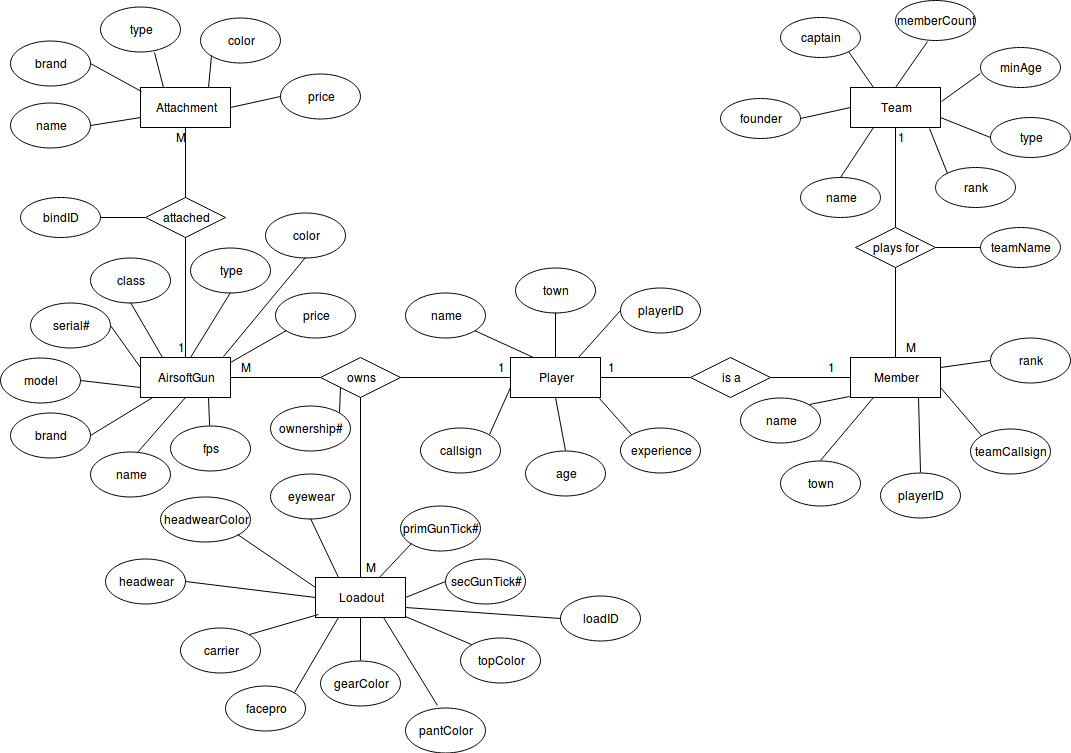 type
color
brand
price
name
Attachment
M
bindID
attached
color
type
class
price
serial#
1
model
AirsoftGun
M
brand
fps
name
owns
ownership#
1
Player
1
name
town
playerID
callsign
age
experience
is a
1
Member
M
rank
name
town
playerID
teamCallsign
captain
memberCount
minAge
founder
Team
type
name
rank
1
plays for
teamName
eyewear
headwearColor
primGunTick#
M
headwear
Loadout
secGunTick#
loadID
carrier
topColor
gearColor
facepro
pantColor